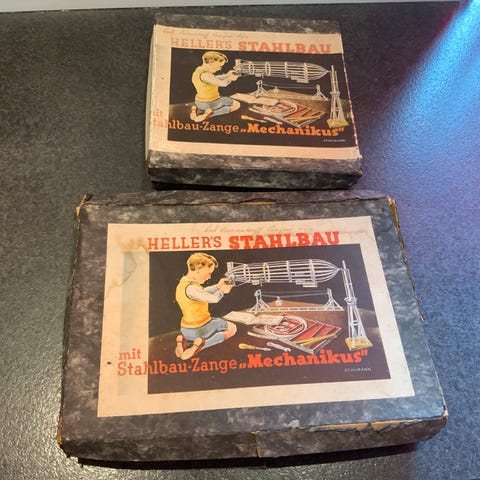 HELLER'S STAHLBAU
mit
Stahlbau-Zange „Mechanikus"
HELLER'S STAHLBAU
mit
Stahlbau-Zange „Mechanikus"